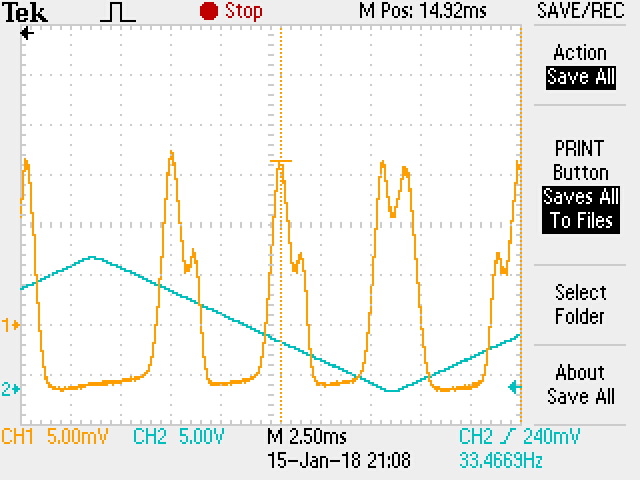 Tek Stop M Pos: 14.92ms SAVE/REC
Action
Save All
PRINT
Button
Saves All
To Files
Select
Folder
About
Save All
1
2
CH1 5.00mV CH2 5.00V M 2.50ms CH2 240mV
15-Jan-18 21:08 33.4669Hz